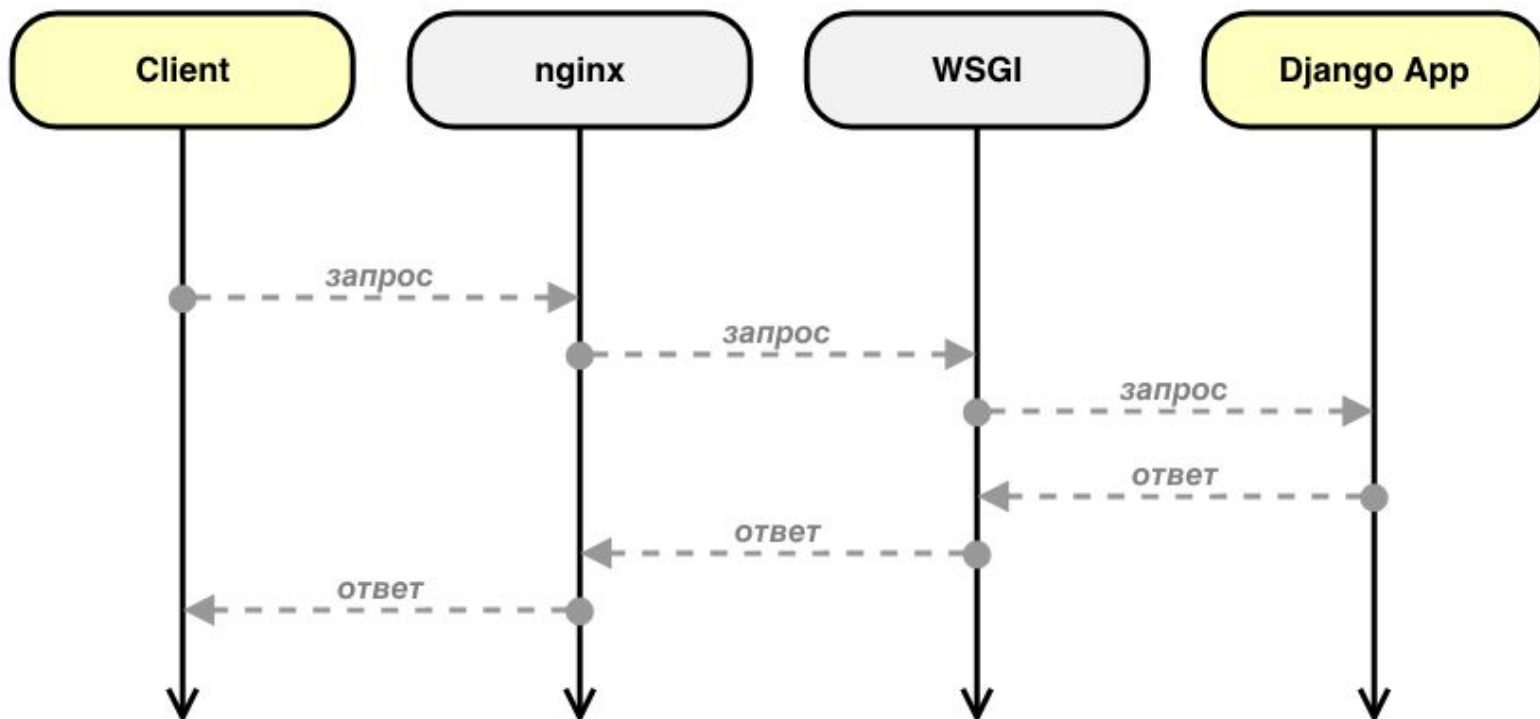 Client
nginx
WSGI
Django App
запрос
запрос
запрос
ответ
ответ
ответ